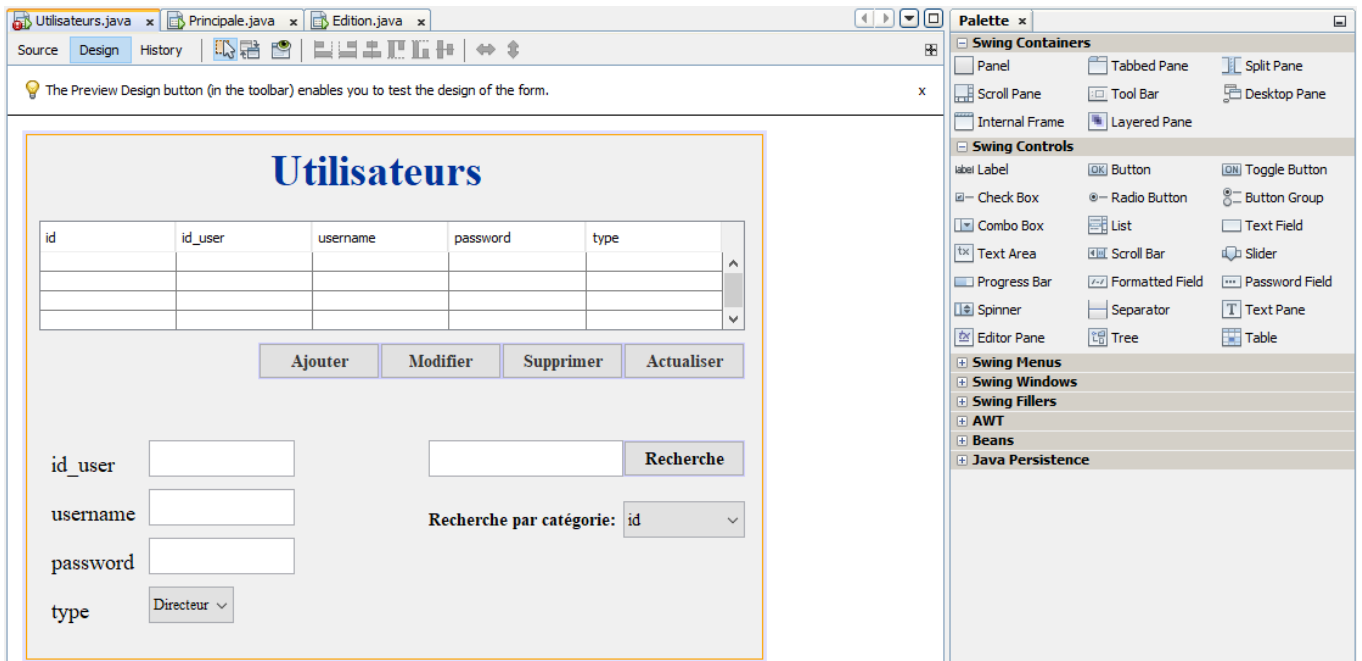 Utilisateurs.java x Principale.java x Edition.java x
Source Design History
The Preview Design button (in the toolbar) enables you to test the design of the form. x
Utilisateurs
id id_user username password type
Ajouter Modifier Supprimer Actualiser
id_user Recherche
username Recherche par catégorie: id
password
type Directeur
Palette x
Swing Containers
Panel Tabbed Pane Split Pane
Scroll Pane Tool Bar Desktop Pane
Internal Frame Layered Pane
Swing Controls
label Label OK Button ON Toggle Button
Check Box Radio Button Button Group
Combo Box List Text Field
tx Text Area Scroll Bar Slider
Progress Bar Formatted Field Password Field
Spinner Separator T Text Pane
Editor Pane Tree Table
Swing Menus
Swing Windows
Swing Fillers
AWT
Beans
Java Persistence